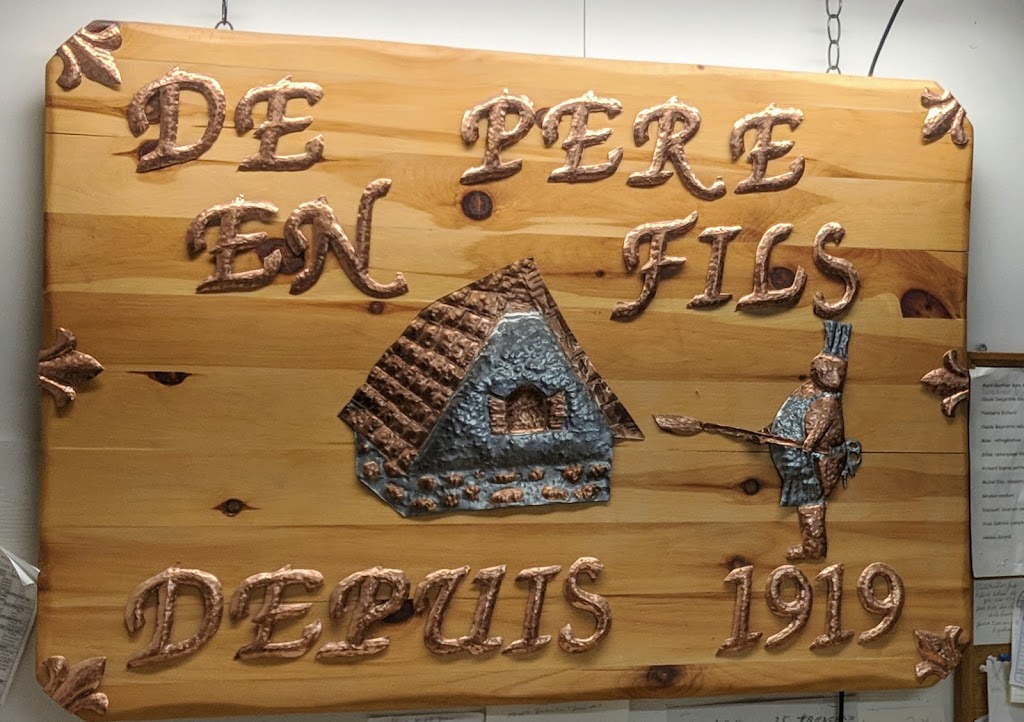 DE PERE
EN FILS
DEPUIS 1919